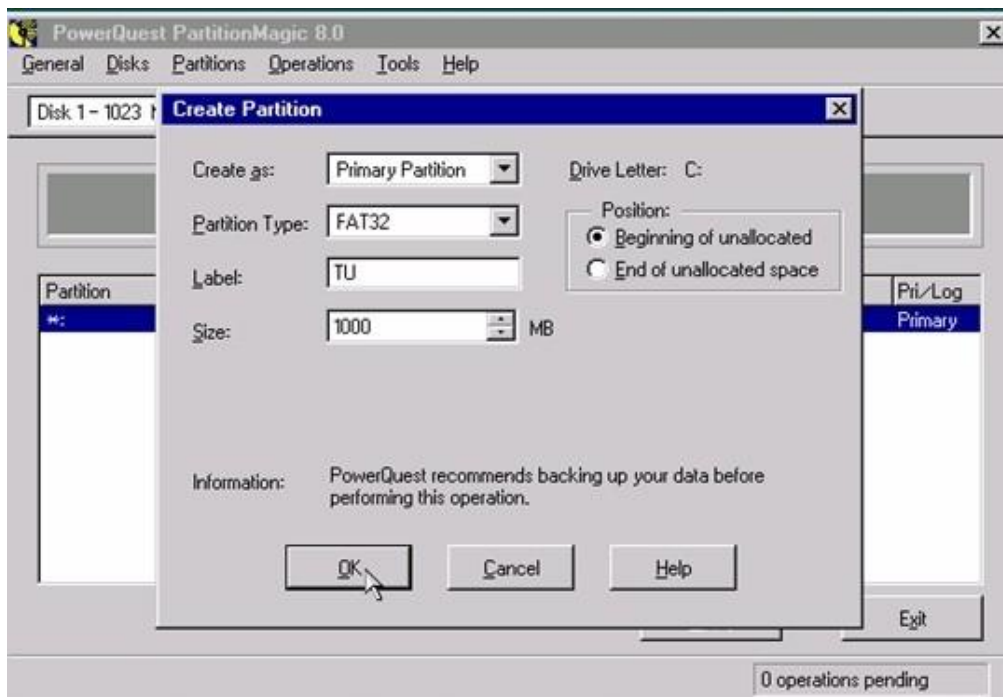 PowerQuest PartitionMagic 8.0
General Disks Partitions Operations Tools Help
Disk 1 - 1023
Create Partition
Create as: Primary Partition
Drive Letter: C:
Partition Type: FAT32
Position:
Beginning of unallocated
End of unallocated space
Label: TU
Size: 1000 MB
Partition
Pri/Log
*:
Primary
Information: PowerQuest recommends backing up your data before
performing this operation.
OK Cancel Help
Exit
0 operations pending